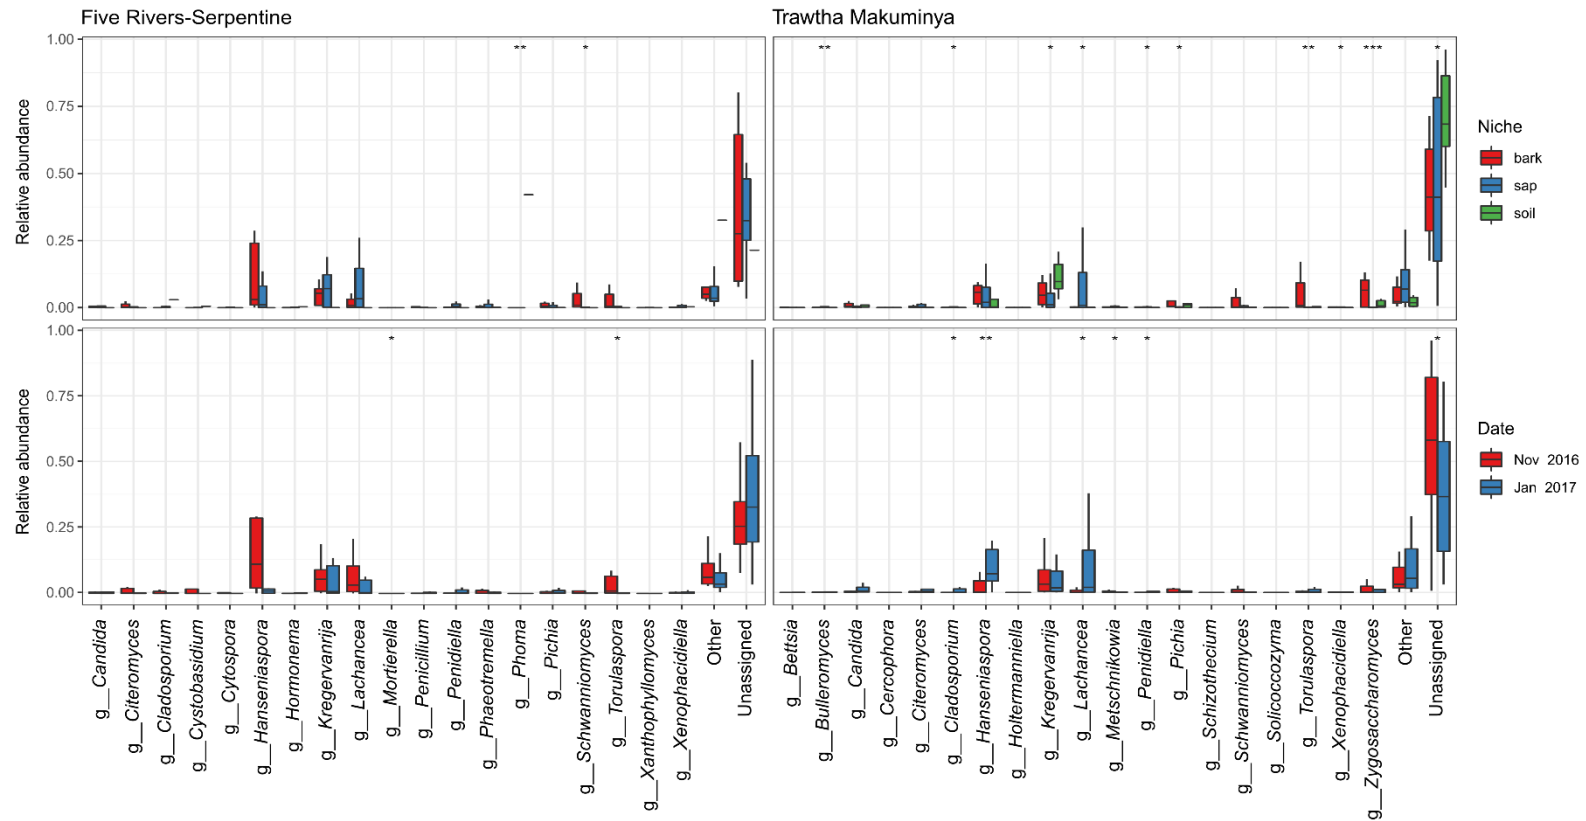 Five Rivers-Serpentine
Trawtha Makuminya
** *
** * * * * * ** * *** *
1.00
0.75
0.50
0.25
0.00
Relative abundance
Niche
bark
sap
soil
* *
* ** * * * *
1.00
0.75
0.50
0.25
0.00
Relative abundance
Date
Nov 2016
Jan 2017
g__Candida
g__Citeromyces
g__Cladosporium
g__Cystobasidium
g__Cytospora
g__Hanseniaspora
g__Hormonema
g__Kregervanrija
g__Lachancea
g__Mortierella
g__Penicillium
g__Penidiella
g__Phaeotremella
g__Phoma
g__Pichia
g__Schwanniomyces
g__Torulaspora
g__Xanthophyllomyces
g__Xenophacidiella
Other
Unassigned
g__Bettsia
g__Bulleromyces
g__Candida
g__Cercophora
g__Citeromyces
g__Cladosporium
g__Hanseniaspora
g__Holtermanniella
g__Kregervanrija
g__Lachancea
g__Metschnikowia
g__Penidiella
g__Pichia
g__Schizothecium
g__Schwanniomyces
g__Solicoccozyma
g__Torulaspora
g__Xenophacidiella
g__Zygosaccharomyces
Other
Unassigned